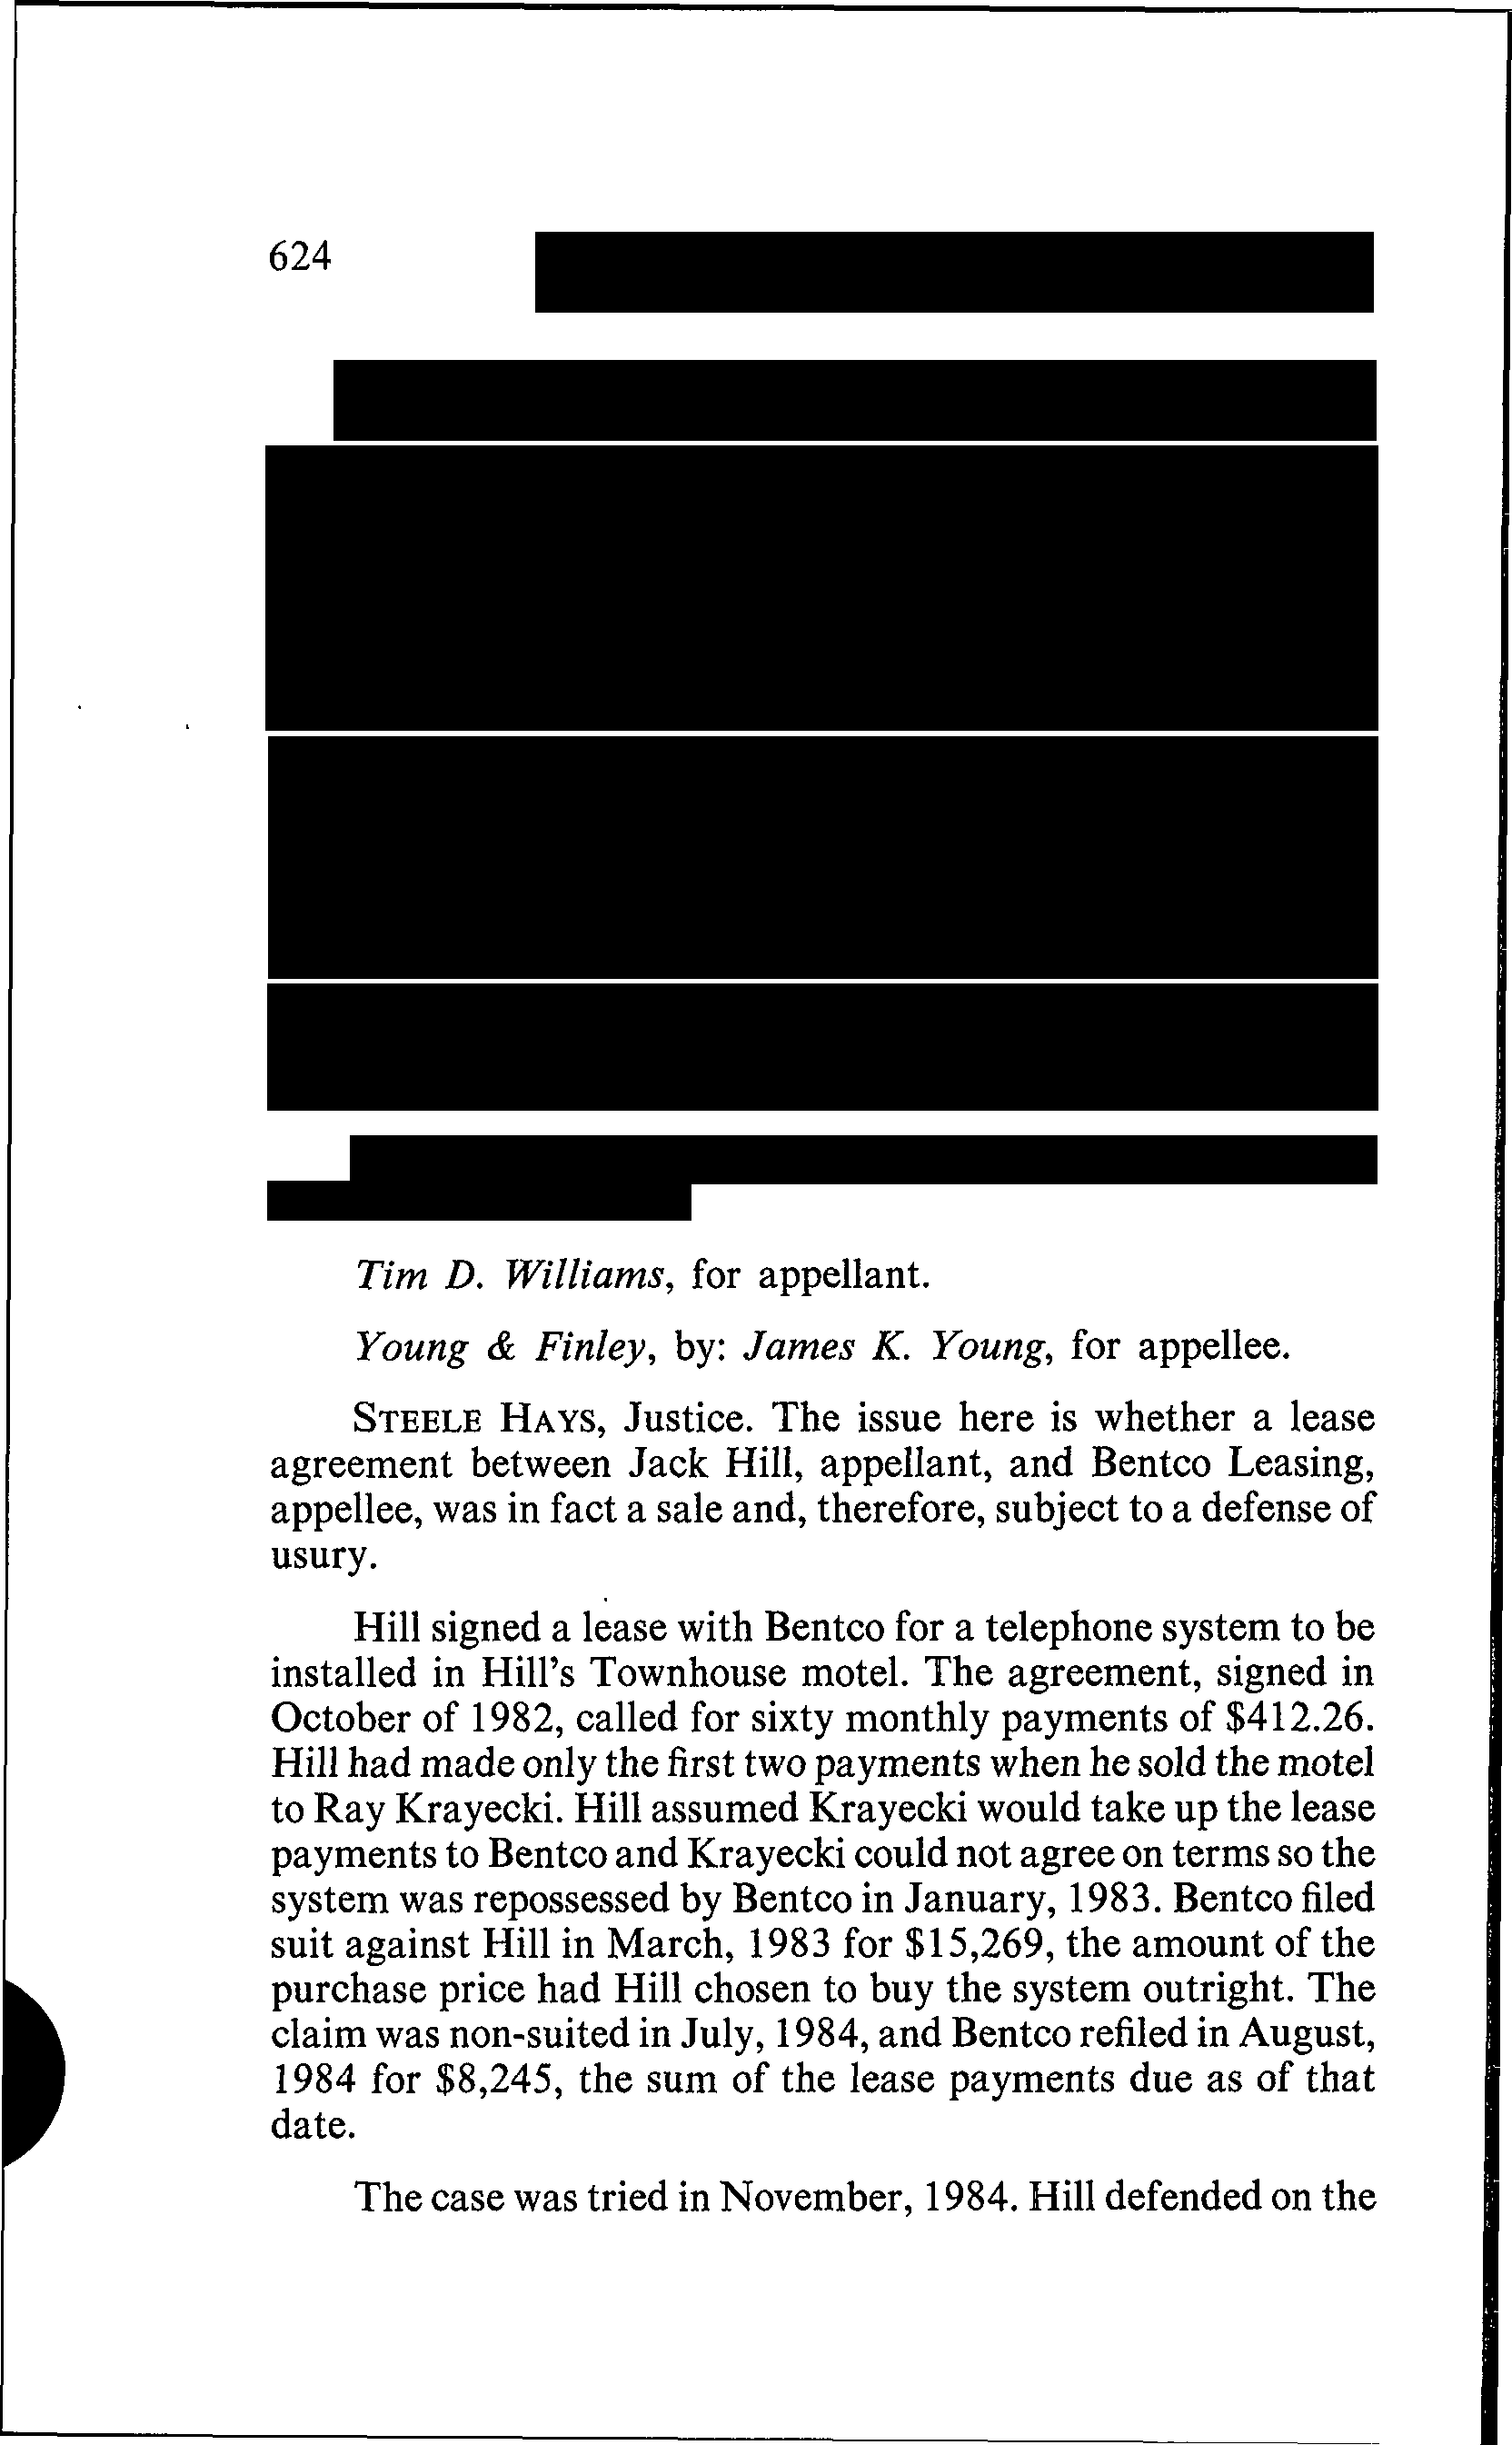 624
Tim D. Williams, for appellant.
Young & Finley, by: James K. Young, for appellee.
STEELE HAYS, Justice. The issue here is whether a lease
agreement between Jack Hill, appellant, and Bentco Leasing,
appellee, was in fact a sale and, therefore, subject to a defense of
usury.
Hill signed a lease with Bentco for a telephone system to be
installed in Hill's Townhouse motel. The agreement, signed in
October of 1982, called for sixty monthly payments of $412.26.
Hill had made only the first two payments when he sold the motel
to Ray Krayecki. Hill assumed Krayecki would take up the lease
payments to Bentco and Krayecki could not agree on terms so the
system was repossessed by Bentco in January, 1983. Bentco filed
suit against Hill in March, 1983 for $15,269, the amount of the
purchase price had Hill chosen to buy the system outright. The
claim was non-suited in July, 1984, and Bentco refiled in August,
1984 for $8,245, the sum of the lease payments due as of that
date.
The case was tried in November, 1984. Hill defended on the